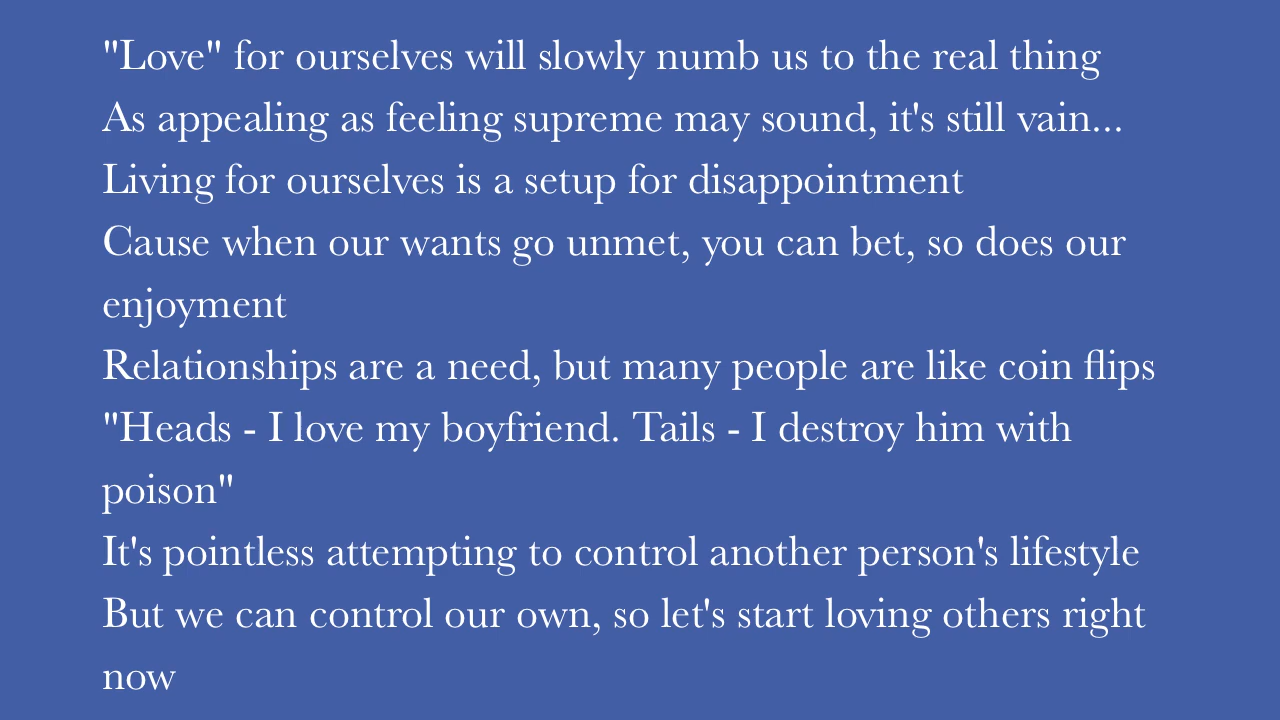 "Love" for ourselves will slowly numb us to the real thing
As appealing as feeling supreme may sound, it's still vain...
Living for ourselves is a setup for disappointment
Cause when our wants go unmet, you can bet, so does our
enjoyment
Relationships are a need, but many people are like coin flips
"Heads - I love my boyfriend. Tails - I destroy him with
poison"
It's pointless attempting to control another person's lifestyle
But we can control our own, so let's start loving others right
now